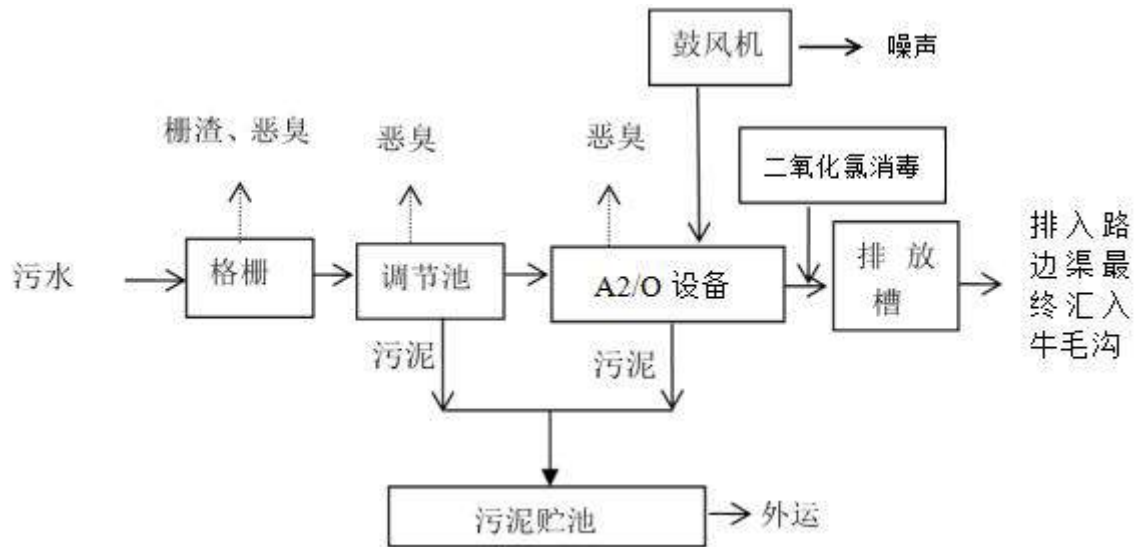 鼓风机
噪声
栅渣、恶臭
恶臭
恶臭
二氧化氯消毒
污水
格栅
调节池
A2/O 设备
排放
槽
排入路
边渠最
终汇入
牛毛沟
污泥
污泥
污泥贮池
外运